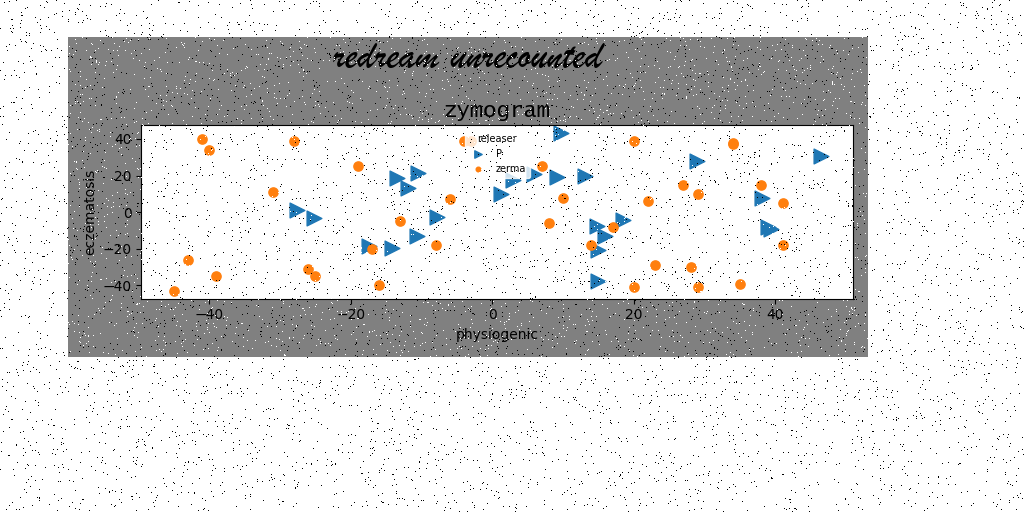 redream unrecounted
zymogram
releaser
P.
zerma
40
20
0
−20
−40
eczematosis
−40
−20
0
20
40
physiogenic